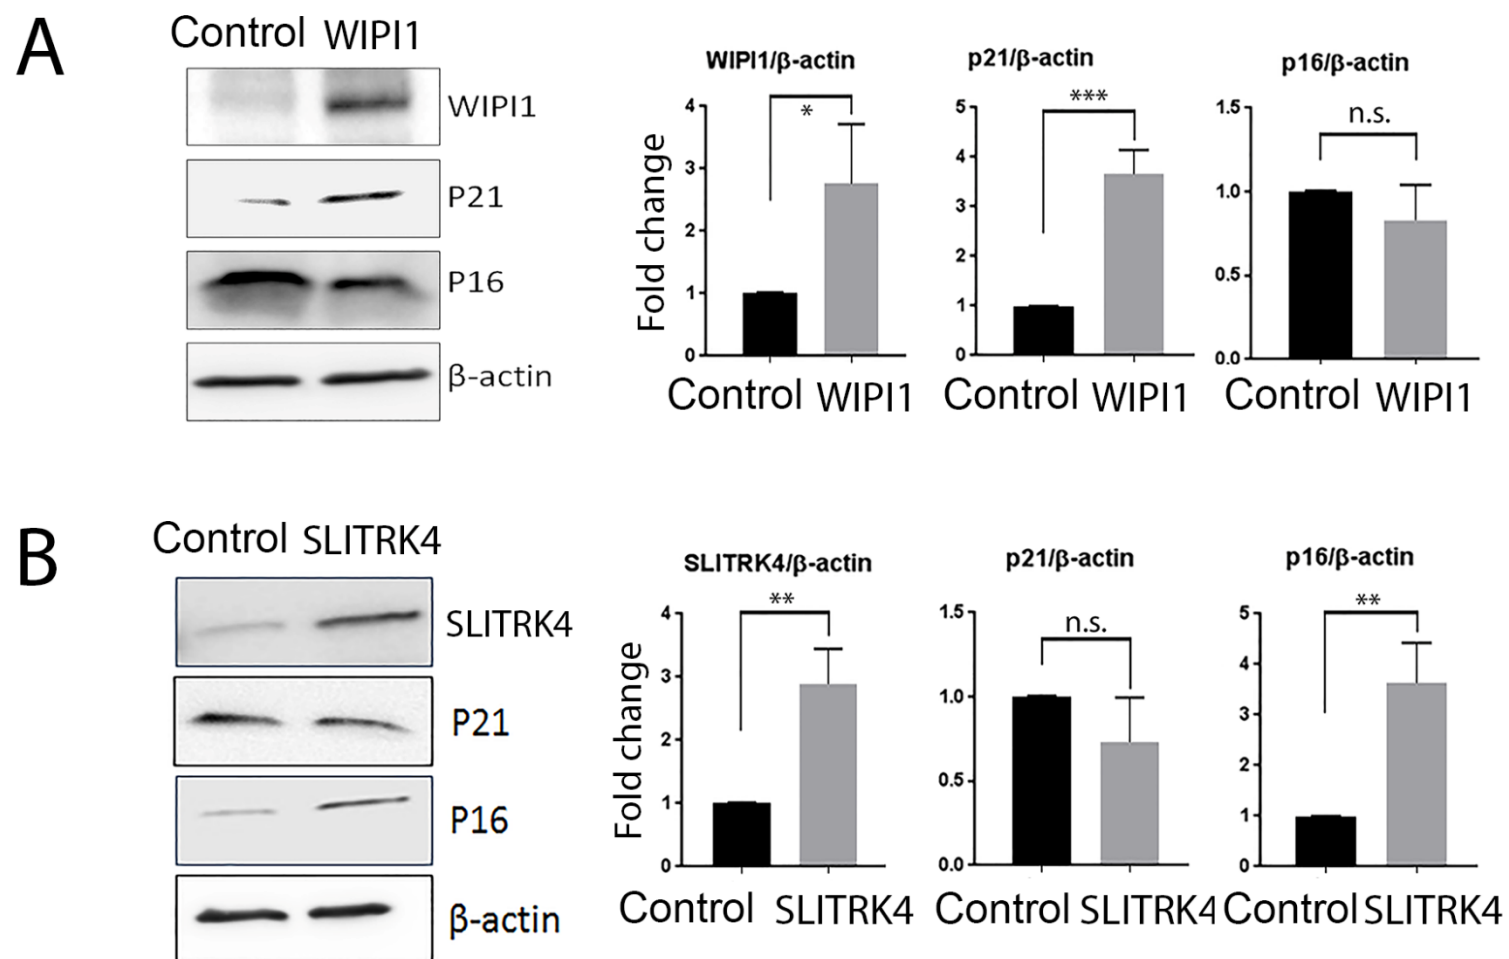 A
Control WIPI1
WIPI1
P21
P16
β-actin
WIPI1/β-actin
Fold change
4
3
2
1
0
*
Control WIPI1
p21/β-actin
5
4
3
2
1
0
***
Control WIPI1
p16/β-actin
1.5
1.0
0.5
0.0
n.s.
Control WIPI1
B
Control SLITRK4
SLITRK4
P21
P16
β-actin
SLITRK4/β-actin
Fold change
4
3
2
1
0
**
Control SLITRK4
p21/β-actin
1.5
1.0
0.5
0.0
n.s.
Control SLITRK4
p16/β-actin
5
4
3
2
1
0
**
Control SLITRK4